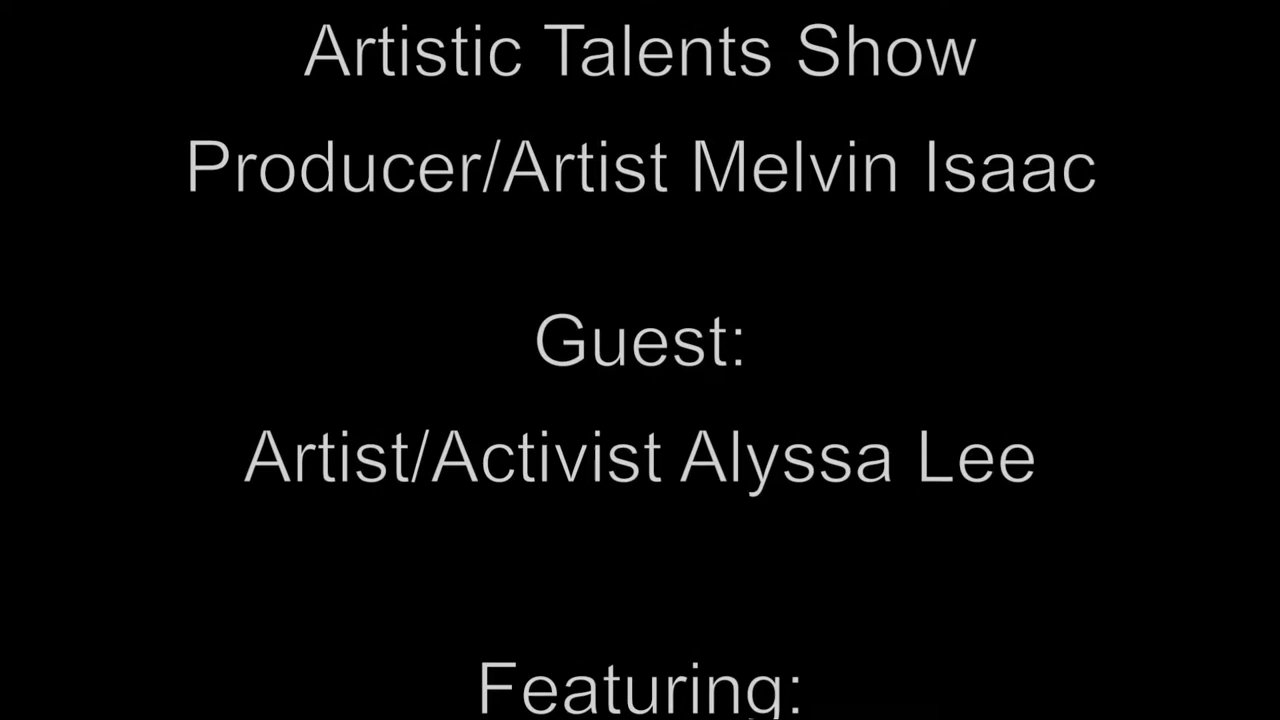 Artistic Talents Show
Producer/Artist Melvin Isaac
Guest:
Artist/Activist Alyssa Lee
Featuring: